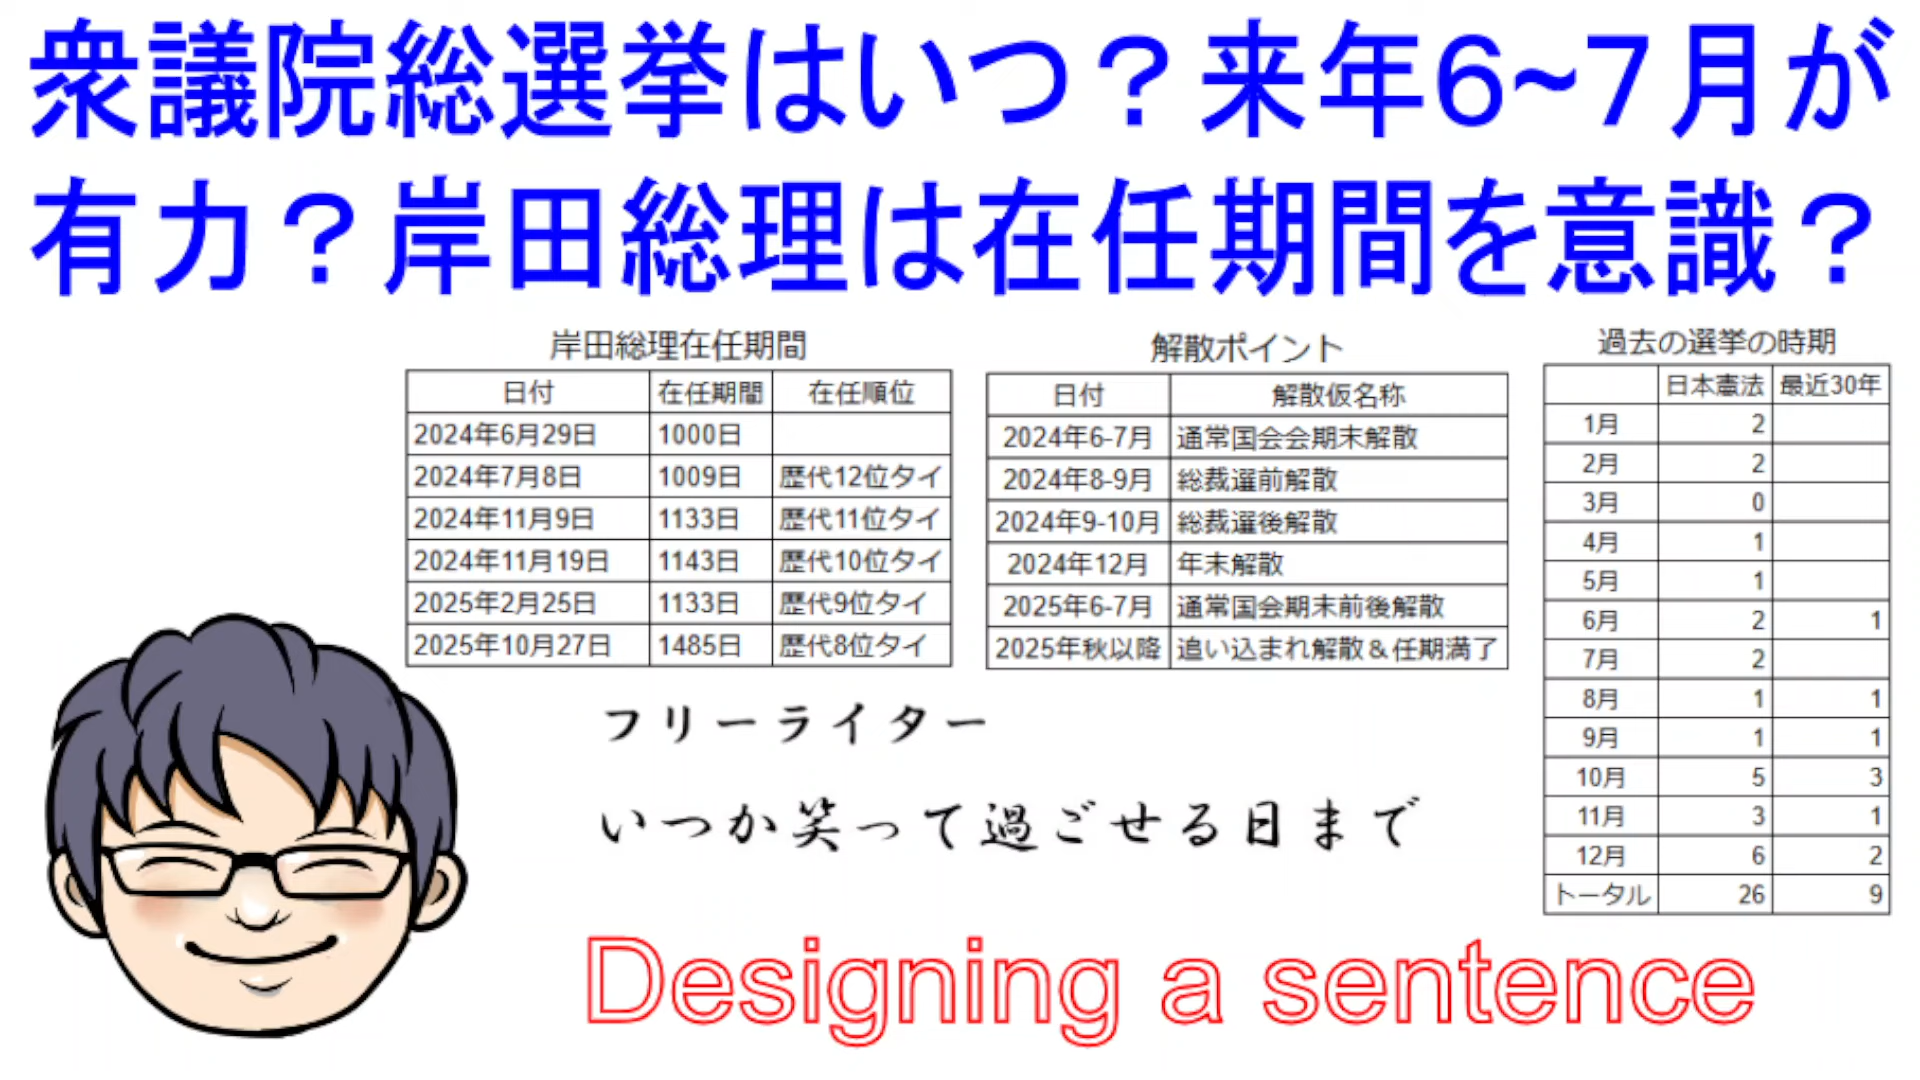 衆議院総選挙はいつ？来年6~7月が
有力？岸田総理は在任期間を意識？
岸田総理在任期間
日付 在任期間 在任順位
2024年6月29日 1000日
2024年7月8日 1009日 歴代12位タイ
2024年11月9日 1133日 歴代11位タイ
2024年11月19日 1143日 歴代10位タイ
2025年2月25日 1133日 歴代9位タイ
2025年10月27日 1485日 歴代8位タイ
解散ポイント
日付 解散仮名称
2024年6-7月 通常国会会期末解散
2024年8-9月 総裁選前解散
2024年9-10月 総裁選後解散
2024年12月 年末解散
2025年6-7月 通常国会期末前後解散
2025年秋以降 追い込まれ解散＆任期満了
過去の選挙の時期
日本憲法 最近30年
1月 2
2月 2
3月 0
4月 1
5月 1
6月 2 1
7月 2
8月 1 1
9月 1 1
10月 5 3
11月 3 1
12月 6 2
トータル 26 9
フリーライター
いつか笑って過ごせる日まで
Designing a sentence